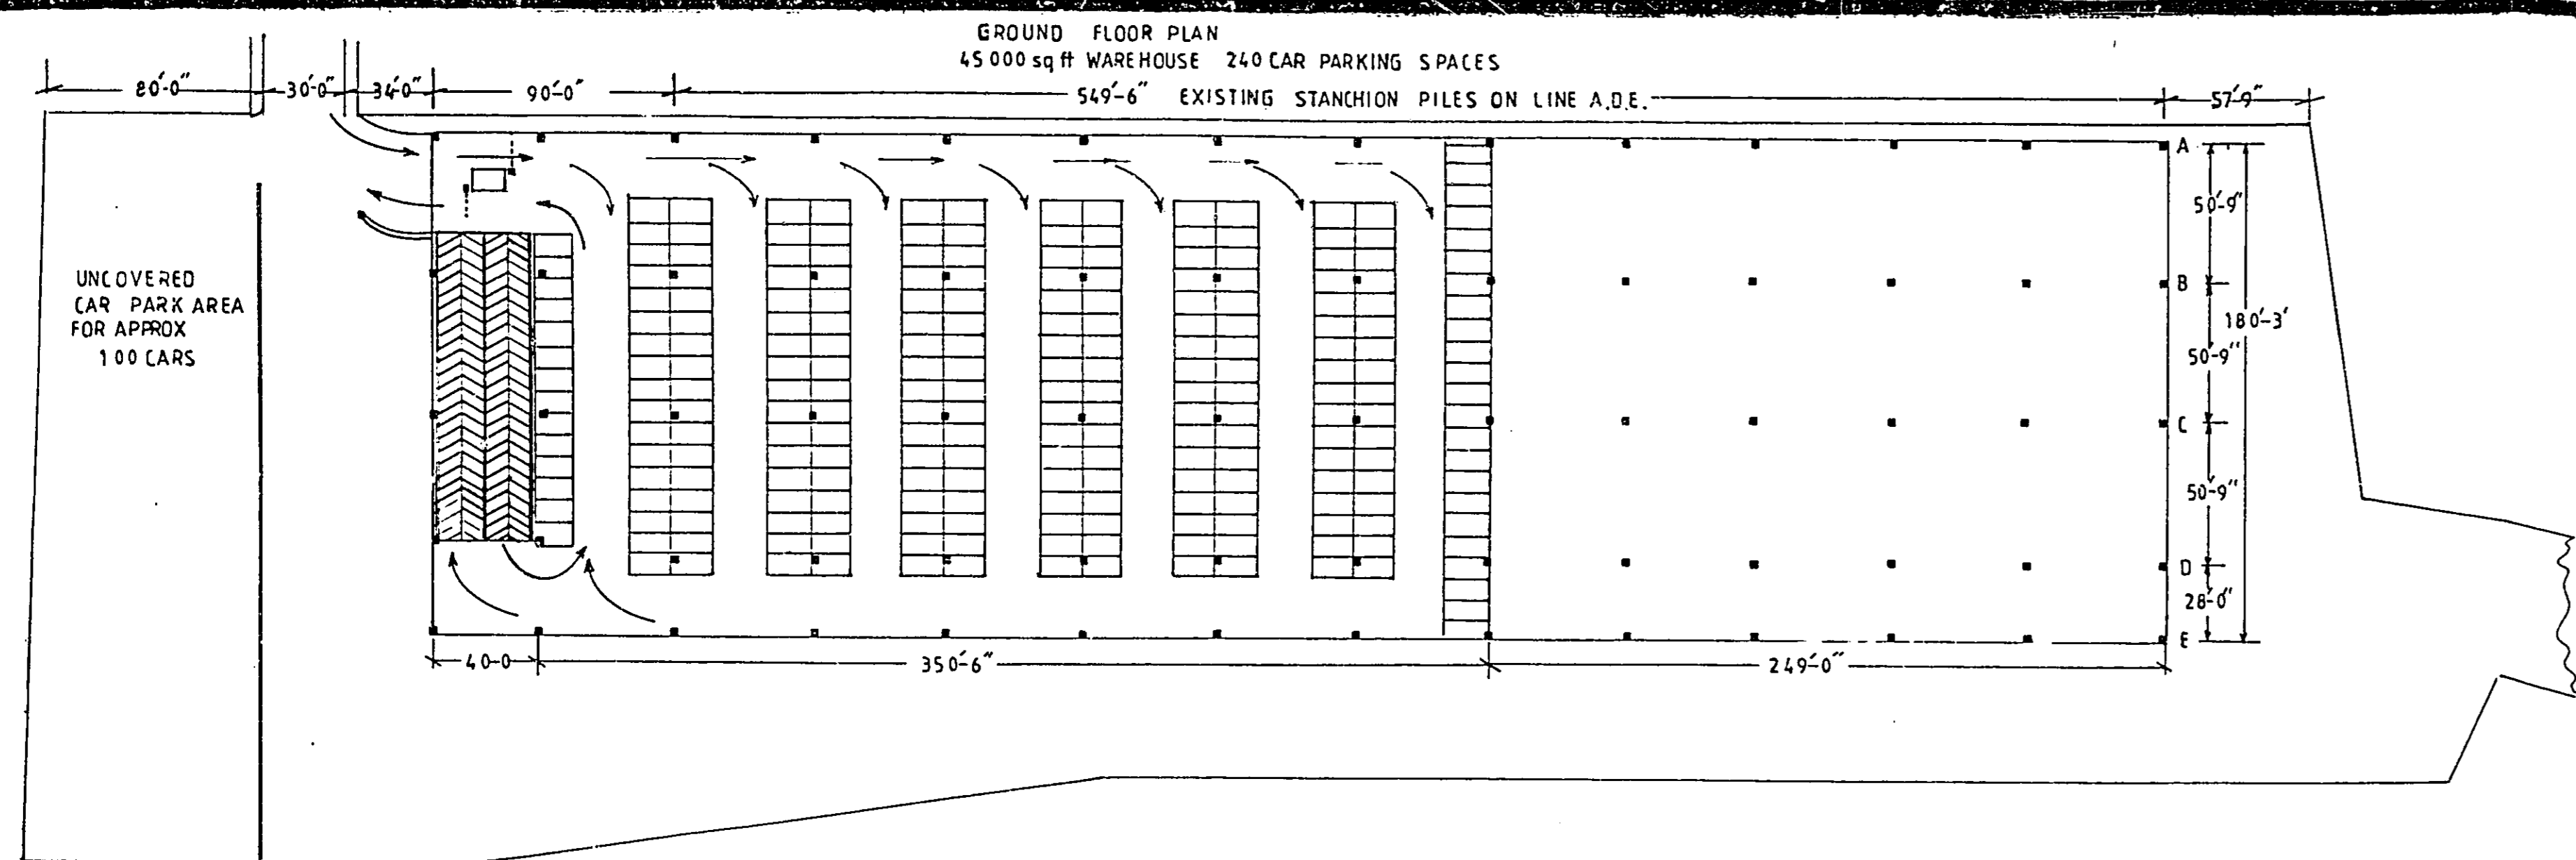 GROUND FLOOR PLAN
45000 sq ft WAREHOUSE 240 CAR PARKING SPACES
80'-0" 30'-0" 34'0" 90'-0" 549'-6" EXISTING STANCHION PILES ON LINE A.D.E. 57'9"
A
50'-9"
B
180'-3'
50-9"
C
50'-9"
D
28'-0"
E
UNCOVERED
CAR PARK AREA
FOR APPROX
100 CARS
40-0 350'-6" 249'-0"